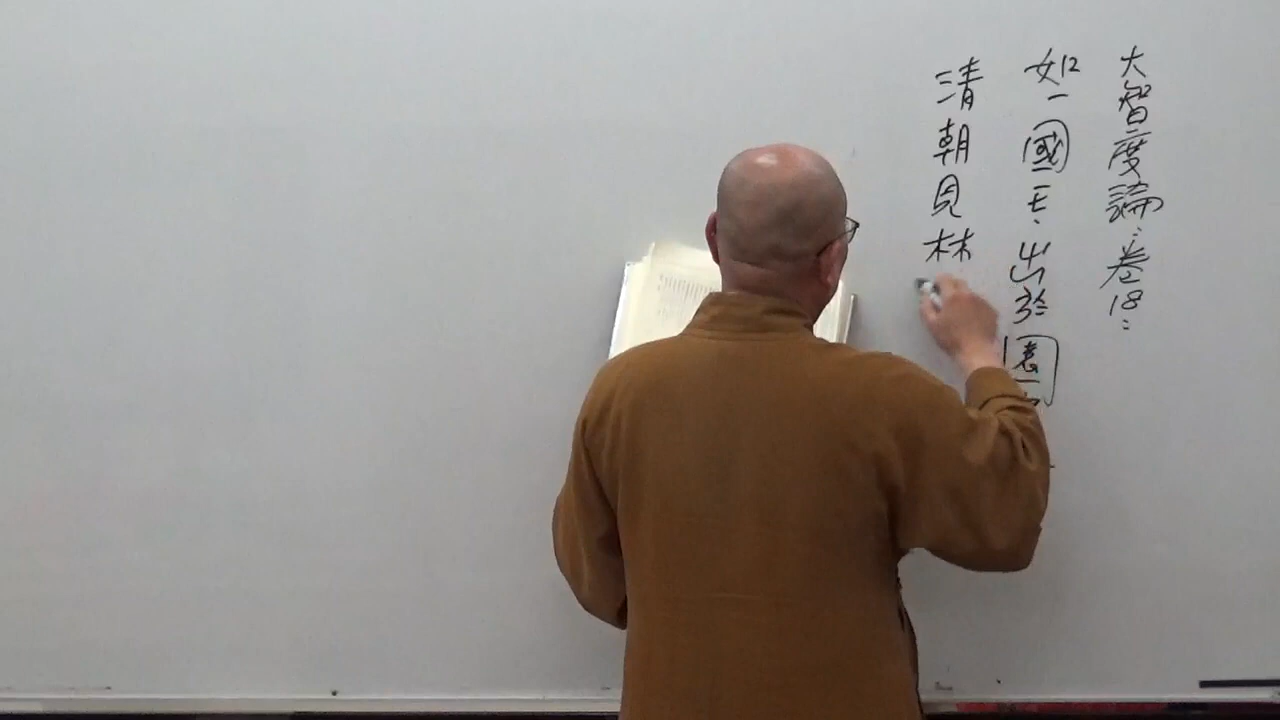 大智度論：卷18：
如一國王：出於園
清朝見林